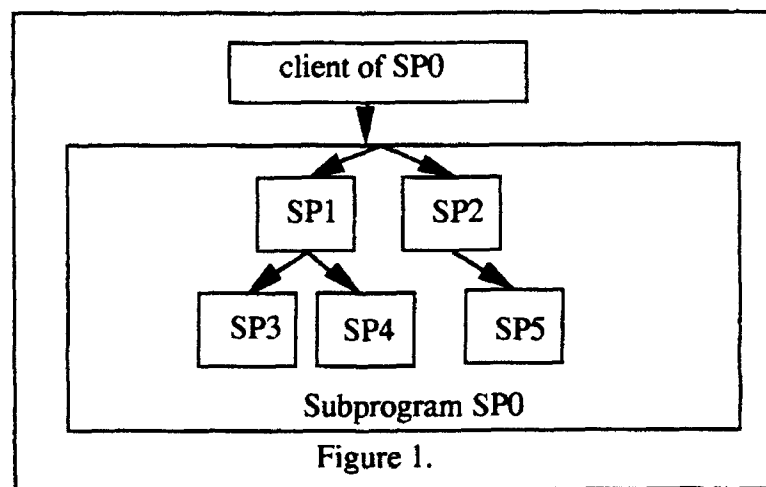 client of SP0
SP1
SP2
SP3
SP4
SP5
Subprogram SP0
Figure 1.